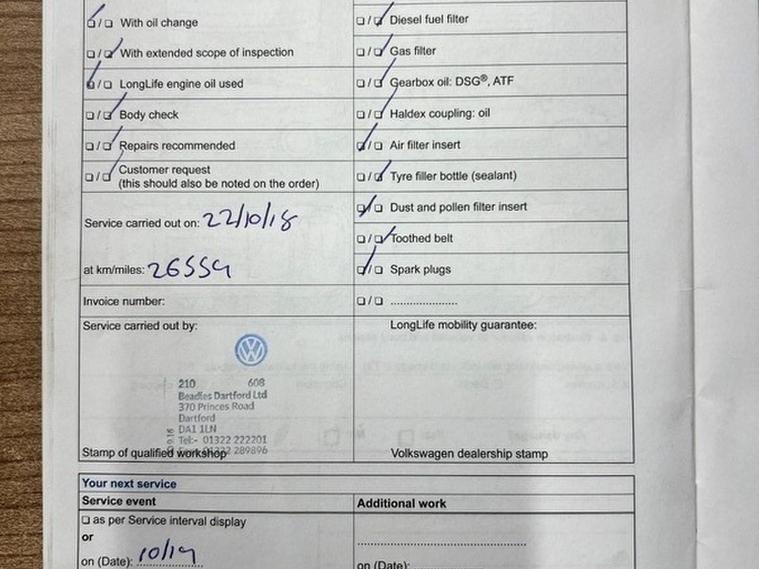 ☑ / ☐ With oil change
☐ / ☑ Diesel fuel filter
☐ / ☑ With extended scope of inspection
☐ / ☑ Gas filter
☑ / ☐ LongLife engine oil used
☐ / ☑ Gearbox oil: DSG®, ATF
☐ / ☑ Body check
☐ / ☑ Haldex coupling: oil
☐ / ☑ Repairs recommended
☑ / ☐ Air filter insert
☐ / ☑ Customer request
(this should also be noted on the order)
☐ / ☑ Tyre filler bottle (sealant)
Service carried out on: 22/10/18
☑ / ☐ Dust and pollen filter insert
☐ / ☑ Toothed belt
at km/miles: 26559
☑ / ☐ Spark plugs
Invoice number:
☐ / ☐ .....................
Service carried out by:
LongLife mobility guarantee:
210 608
Beadles Dartford Ltd
370 Princes Road
Dartford
DA1 1LN
Tel:- 01322 222201
01322 289896
Stamp of qualified workshop
Volkswagen dealership stamp
Your next service
Service event
Additional work
☐ as per Service interval display
or
on (Date): 10/19
on (Date):